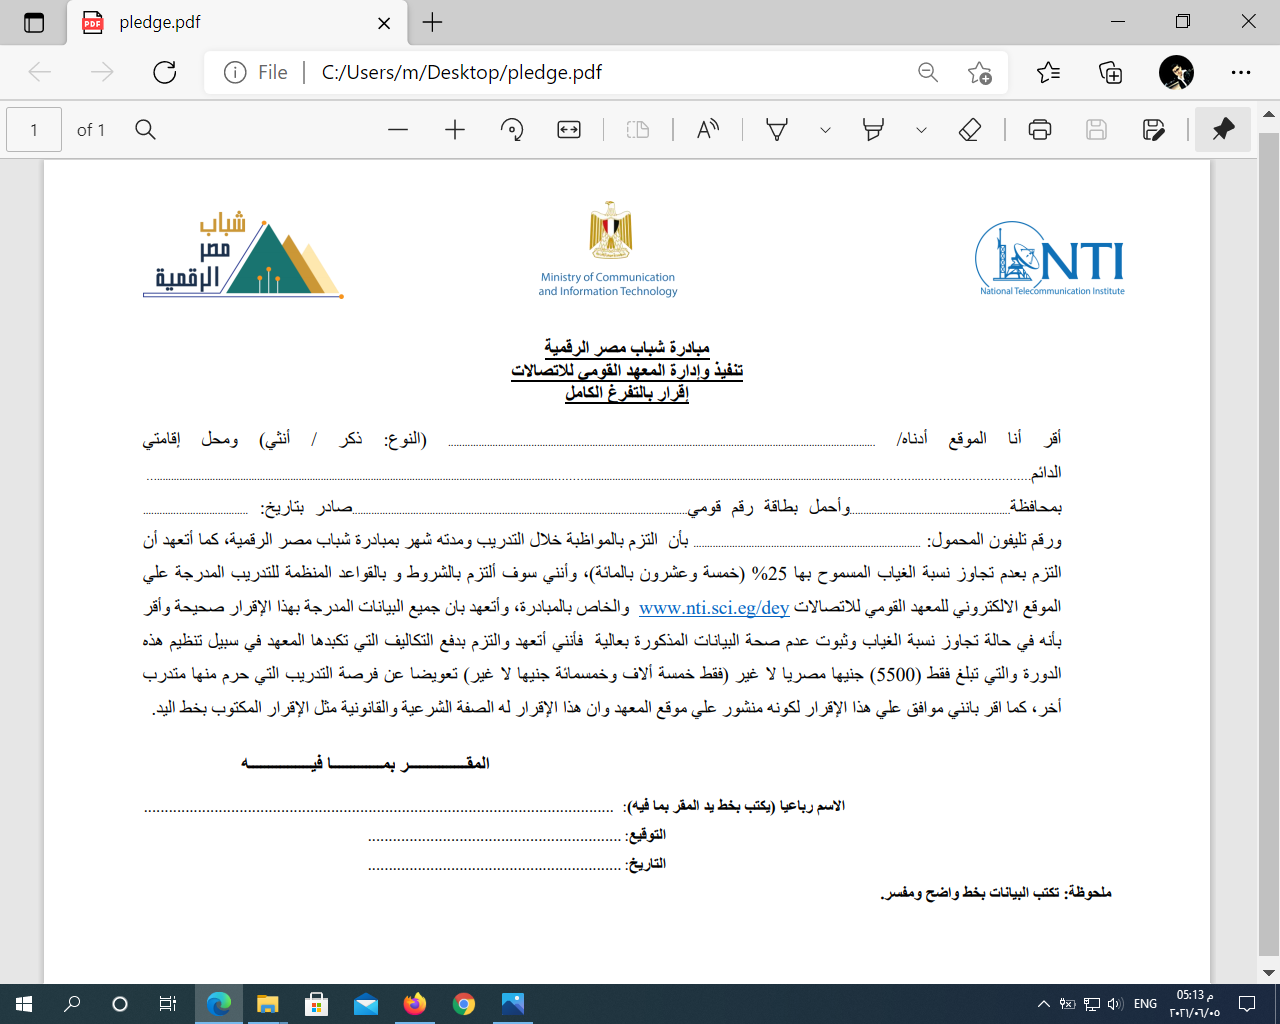 pledge.pdf
File
C:/Users/m/Desktop/pledge.pdf
1 of 1
شباب
مصر
الرقمية
Ministry of Communication
and Information Technology
NTI
National Telecommunication Institute
مبادرة شباب مصر الرقمية
تنفيذ وإدارة المعهد القومي للاتصالات
إقرار بالتفرغ الكامل
أقر أنا الموقع أدناه/ ........................ (النوع: ذكر / أنثي) ومحل إقامتي
الدائم........................
بمحافظة........................وأحمل بطاقة رقم قومي........................صادر بتاريخ: ........................
ورقم تليفون المحمول: ........................ بأن التزم بالمواظبة خلال التدريب ومدته شهر بمبادرة شباب مصر الرقمية، كما أتعهد أن
التزم بعدم تجاوز نسبة الغياب المسموح بها 25% (خمسة وعشرون بالمائة)، وأنني سوف ألتزم بالشروط و بالقواعد المنظمة للتدريب المدرجة علي
الموقع الالكتروني للمعهد القومي للاتصالات www.nti.sci.eg/dey والخاص بالمبادرة، وأتعهد بان جميع البيانات المدرجة بهذا الإقرار صحيحة وأقر
بأنه في حالة تجاوز نسبة الغياب وثبوت عدم صحة البيانات المذكورة بعالية فأنني أتعهد والتزم بدفع التكاليف التي تكبدها المعهد في سبيل تنظيم هذه
الدورة والتي تبلغ فقط (5500) جنيها مصريا لا غير (فقط خمسة ألاف وخمسمائة جنيها لا غير) تعويضا عن فرصة التدريب التي حرم منها متدرب
أخر، كما اقر بانني موافق علي هذا الإقرار لكونه منشور علي موقع المعهد وان هذا الإقرار له الصفة الشرعية والقانونية مثل الإقرار المكتوب بخط اليد.
المقـــــــــــر بمـــــــــــا فيـــــــــــــه
الاسم رباعيا (يكتب بخط يد المقر بما فيه): ........................
التوقيع: ........................
التاريخ: ........................
ملحوظة: تكتب البيانات بخط واضح ومفسر.
ENG
05:13 م
٢٠٢١/٠٦/٠٥